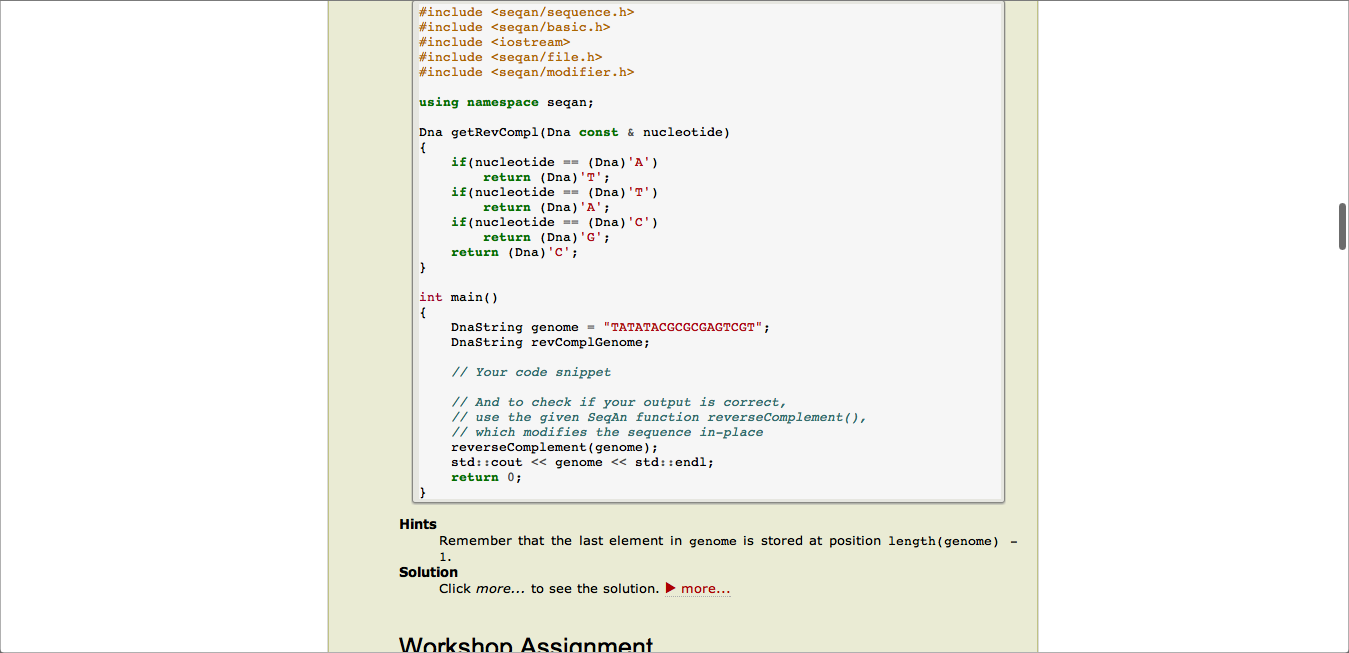 #include <seqan/sequence.h>
#include <seqan/basic.h>
#include <iostream>
#include <seqan/file.h>
#include <seqan/modifier.h>
using namespace seqan;
Dna getRevCompl(Dna const & nucleotide)
{
    if(nucleotide == (Dna)'A')
        return (Dna)'T';
    if(nucleotide == (Dna)'T')
        return (Dna)'A';
    if(nucleotide == (Dna)'C')
        return (Dna)'G';
    return (Dna)'C';
}
int main()
{
    DnaString genome = "TATATACGCGCGAGTCGT";
    DnaString revComplGenome;
    // Your code snippet
    // And to check if your output is correct,
    // use the given SeqAn function reverseComplement(),
    // which modifies the sequence in-place
    reverseComplement(genome);
    std::cout << genome << std::endl;
    return 0;
}
Hints
Remember that the last element in genome is stored at position length(genome) -
1.
Solution
Click more... to see the solution. ▶ more...
Workshop Assignment